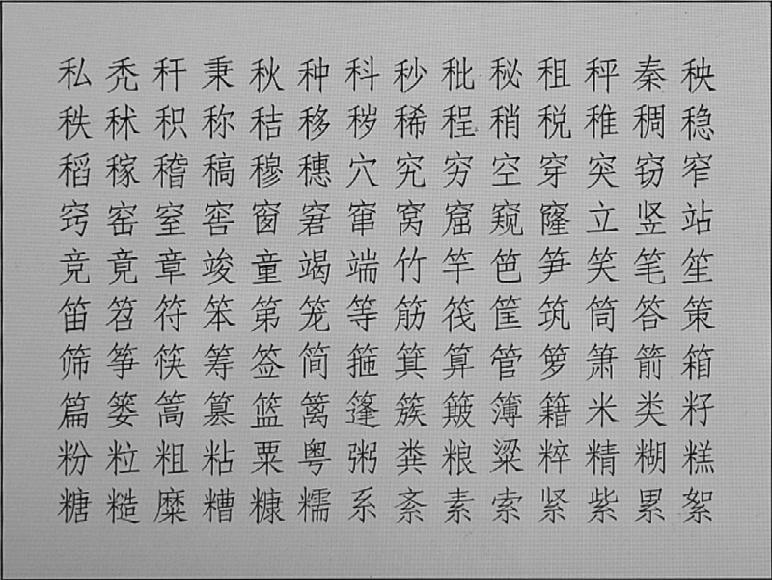 私秃秆秉秋种科秒秕秘租秤秦秧
秩秫积称秸移秽稀程稍税稚稠稳
稻稼稽稿穆穗穴究穷空穿突窃窄
窍窑窒窖窗窘窜窝窟窥窿立竖站
竞竟章竣童竭端竹竿笆笋笑笔笙
笛笤符笨第笼等筋筏筐筑筒答策
筛筝筷筹签简箍箕算管箩箫箭箱
篇篓篙篡篮篱篷簇簸簿籍米类籽
粉粒粗粘粟粤粥粪粮粱粹精糊糕
糖糙糜糟糠糯系紊素索紧紫累絮